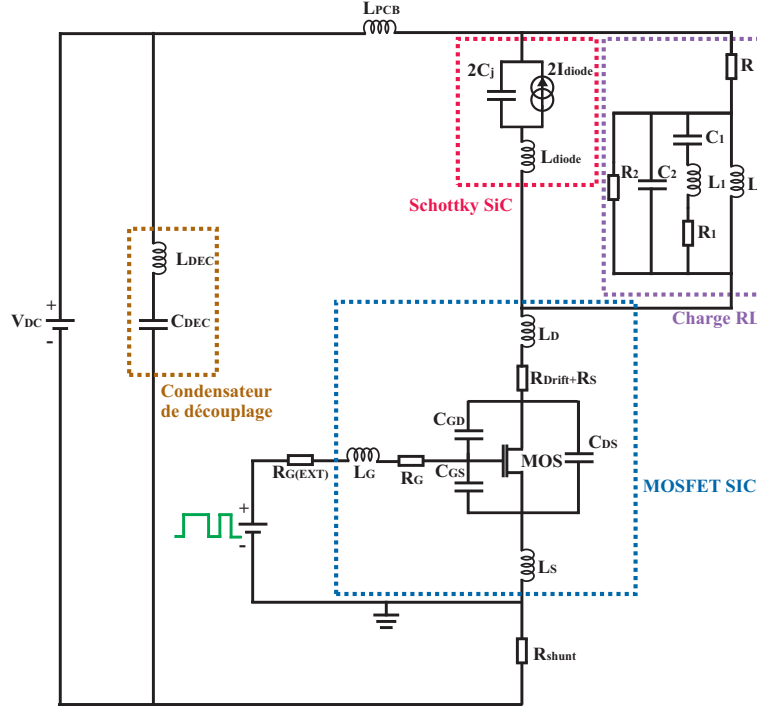 LPCB
2Cj
2Idiode
Ldiode
Schottky SiC
R
C1
R2
C2
L1
L
R1
Charge RL
LDEC
CDEC
Condensateur
de découplage
+
VDC
-
LD
RDrift+RS
CGD
CDS
MOS
CGS
RG(EXT)
LG
RG
MOSFET SIC
+
-
LS
Rshunt